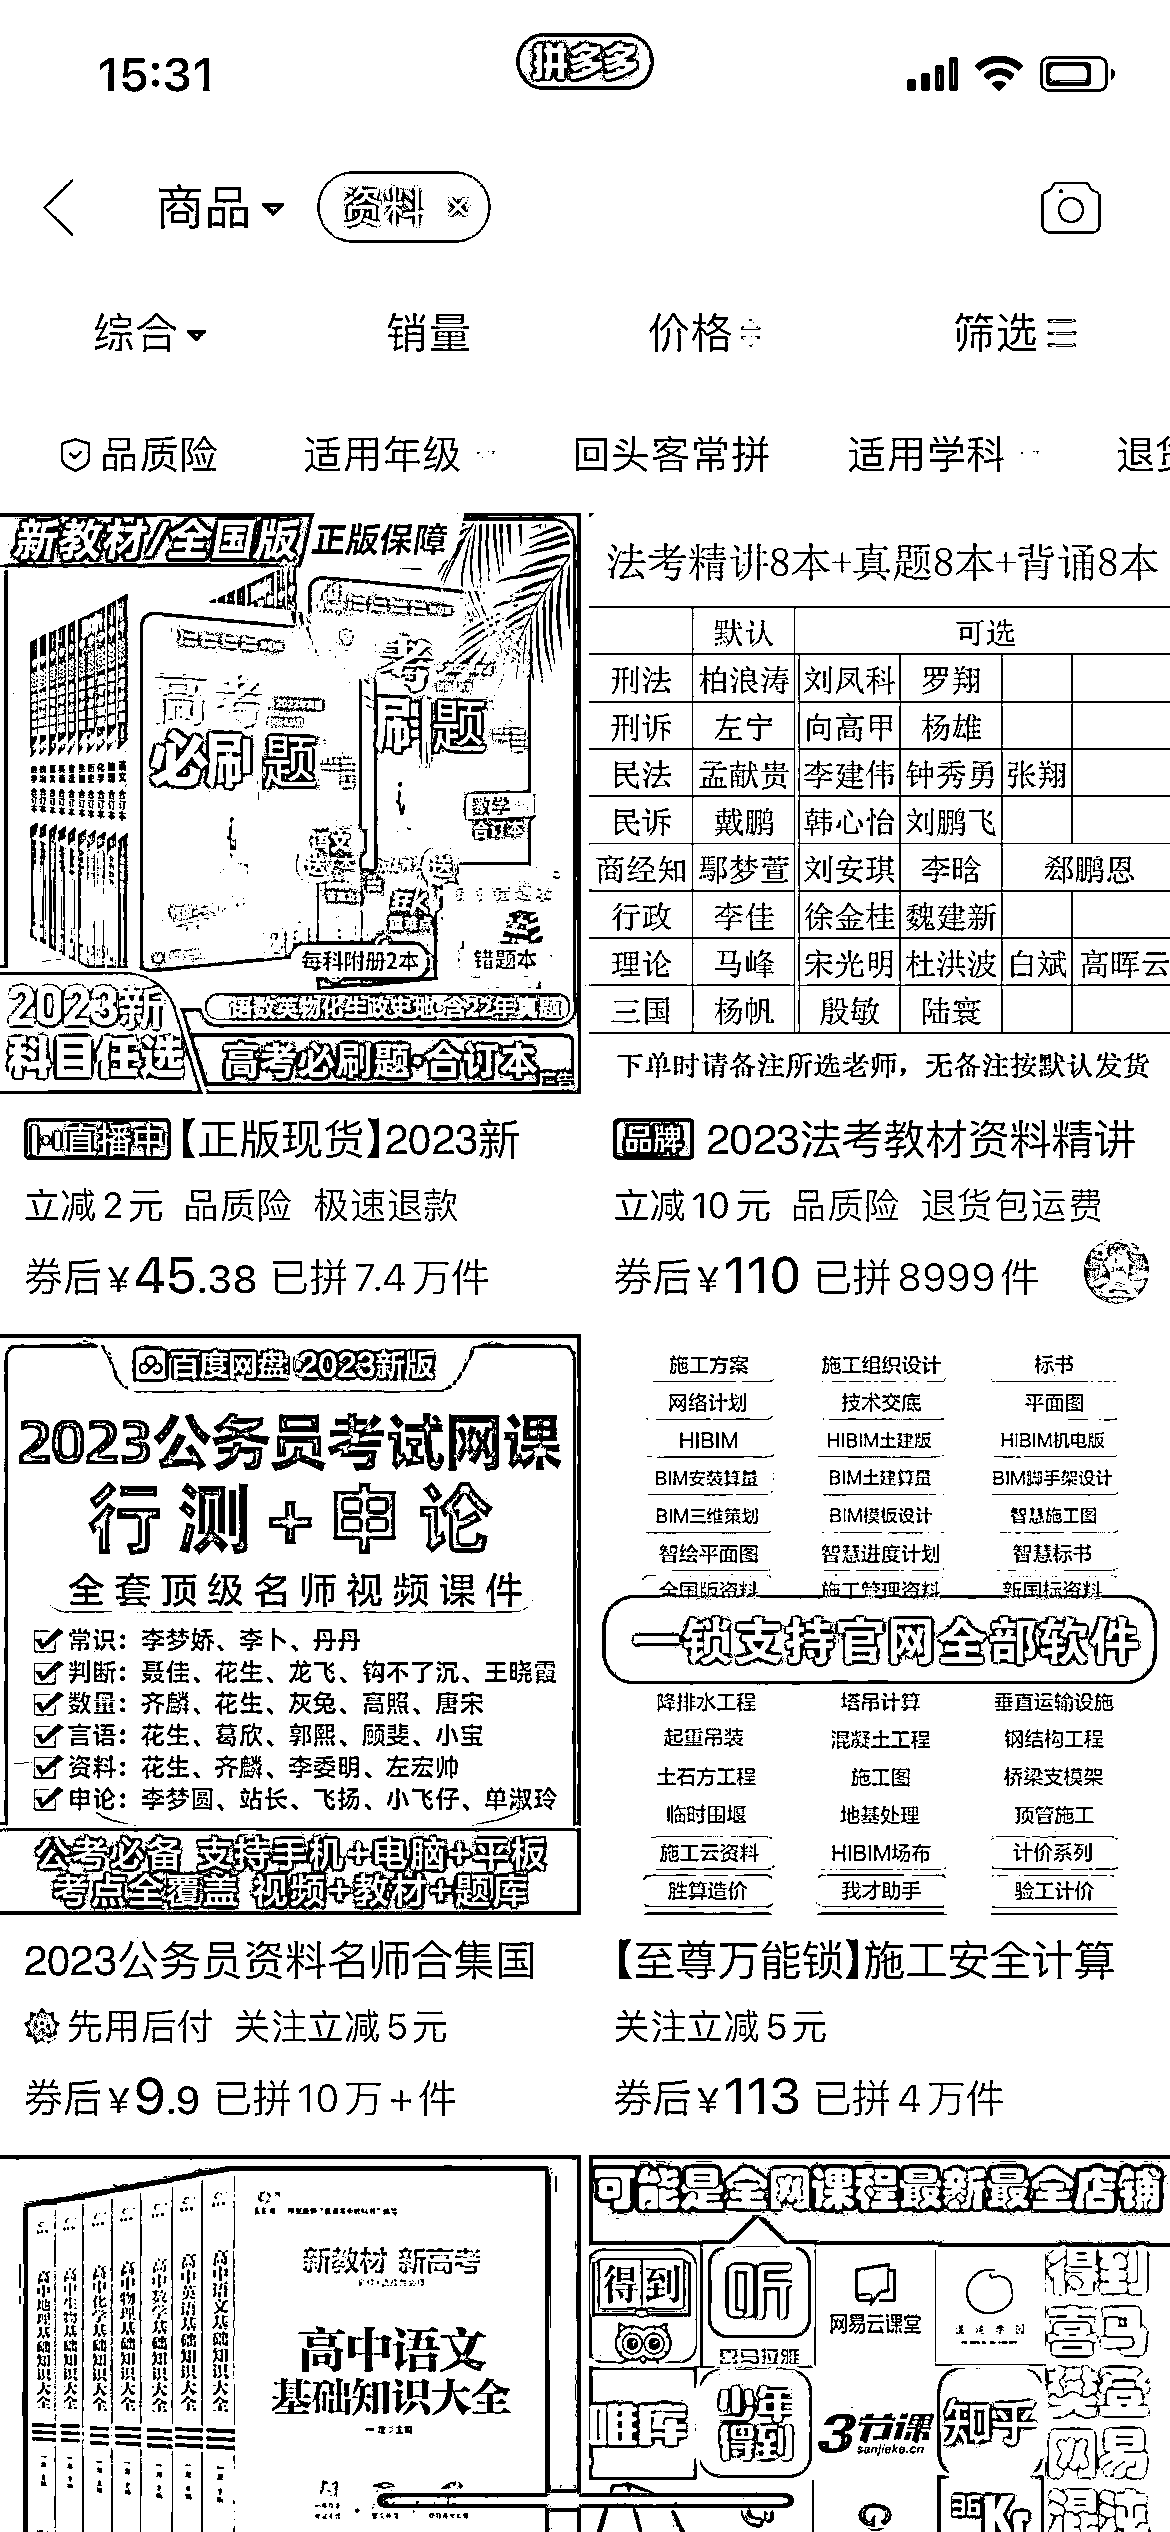 15:31
拼多多
商品
资料
综合
销量
价格
筛选
品质险
适用年级
回头客常拼
适用学科
新教材/全国版 正版保障
高考
必刷题
考
刷题
数学
合订本
每科附册2本
错题本
2023新
科目任选
语数英物化生政史地 含22年真题
高考必刷题·合订本
法考精讲8本+真题8本+背诵8本
默认 可选
刑法 柏浪涛 刘凤科 罗翔
刑诉 左宁 向高甲 杨雄
民法 孟献贵 李建伟 钟秀勇 张翔
民诉 戴鹏 韩心怡 刘鹏飞
商经知 鄢梦萱 刘安琪 李晗 郄鹏恩
行政 李佳 徐金桂 魏建新
理论 马峰 宋光明 杜洪波 白斌 高晖云
三国 杨帆 殷敏 陆寰
下单时请备注所选老师，无备注按默认发货
直播中【正版现货】2023新
立减2元 品质险 极速退款
券后¥45.38 已拼7.4万件
品牌 2023法考教材资料精讲
立减10元 品质险 退货包运费
券后¥110 已拼8999件
百度网盘 2023新版
2023公务员考试网课
行测+申论
全套顶级名师视频课件
常识：李梦娇、李卜、丹丹
判断：聂佳、花生、龙飞、钩不了沉、王晓霞
数量：齐麟、花生、灰兔、高照、唐宋
言语：花生、葛欣、郭熙、顾斐、小宝
资料：花生、齐麟、李委明、左宏帅
申论：李梦圆、站长、飞扬、小飞仔、单淑玲
公考必备 支持手机+电脑+平板
考点全覆盖 视频+教材+题库
施工方案 施工组织设计 标书
网络计划 技术交底 平面图
HIBIM HIBIM土建版 HIBIM机电版
BIM安装算量 BIM土建算量 BIM脚手架设计
BIM三维策划 BIM模板设计 智慧施工图
智绘平面图 智慧进度计划 智慧标书
全国版资料 施工管理资料 新国标资料
一锁支持官网全部软件
降排水工程 塔吊计算 垂直运输设施
起重吊装 混凝土工程 钢结构工程
土石方工程 施工图 桥梁支模架
临时围堰 地基处理 顶管施工
施工云资料 HIBIM场布 计价系列
胜算造价 我才助手 验工计价
2023公务员资料名师合集国
先用后付 关注立减5元
券后¥9.9 已拼10万+件
【至尊万能锁】施工安全计算
关注立减5元
券后¥113 已拼4万件
高中地理基础知识大全
高中生物基础知识大全
高中化学基础知识大全
高中物理基础知识大全
高中数学基础知识大全
高中英语基础知识大全
高中语文基础知识大全
新教材 新高考
高中语文
基础知识大全
可能是全网课程最新最全店铺
得到
听
喜马拉雅
网易云课堂
得到
喜马
樊登
网易
混沌
唯库
少年
得到
3节课
sanjieke.cn
知乎
36Kr